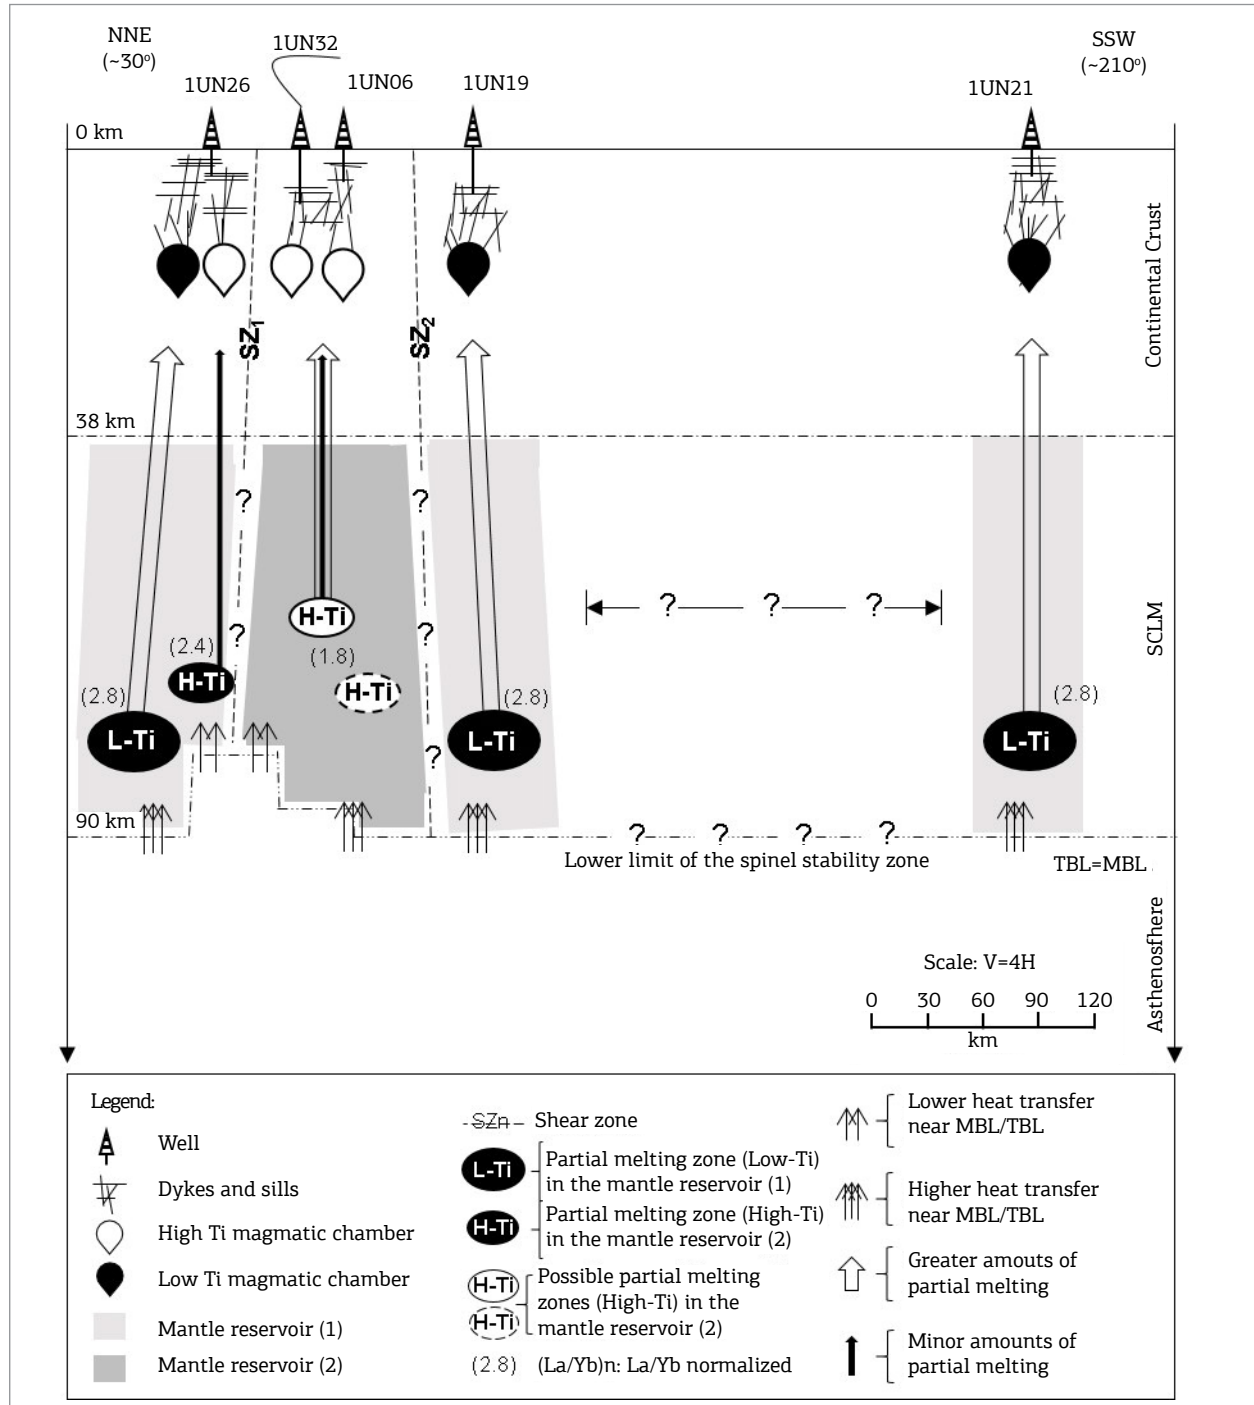 NNE
(~30º)
1UN32
SSW
(~210º)
1UN26
1UN06
1UN19
1UN21
0 km
SZ1
SZ2
Continental Crust
38 km
?
?
? ? ?
SCLM
H-Ti
(1.8)
?
?
(2.4)
H-Ti
H-Ti
(2.8)
L-Ti
(2.8)
L-Ti
(2.8)
L-Ti
?
90 km
? ? ? ?
Lower limit of the spinel stability zone
TBL=MBL
Asthenosfhere
Scale: V=4H
0 30 60 90 120
km
Legend:
Well
Dykes and sills
High Ti magmatic chamber
Low Ti magmatic chamber
Mantle reservoir (1)
Mantle reservoir (2)
SZn Shear zone
L-Ti Partial melting zone (Low-Ti)
in the mantle reservoir (1)
H-Ti Partial melting zone (High-Ti)
in the mantle reservoir (2)
H-Ti Possible partial melting
zones (High-Ti) in the
H-Ti mantle reservoir (2)
(2.8) (La/Yb)n: La/Yb normalized
Lower heat transfer
near MBL/TBL
Higher heat transfer
near MBL/TBL
Greater amouts of
partial melting
Minor amounts of
partial melting